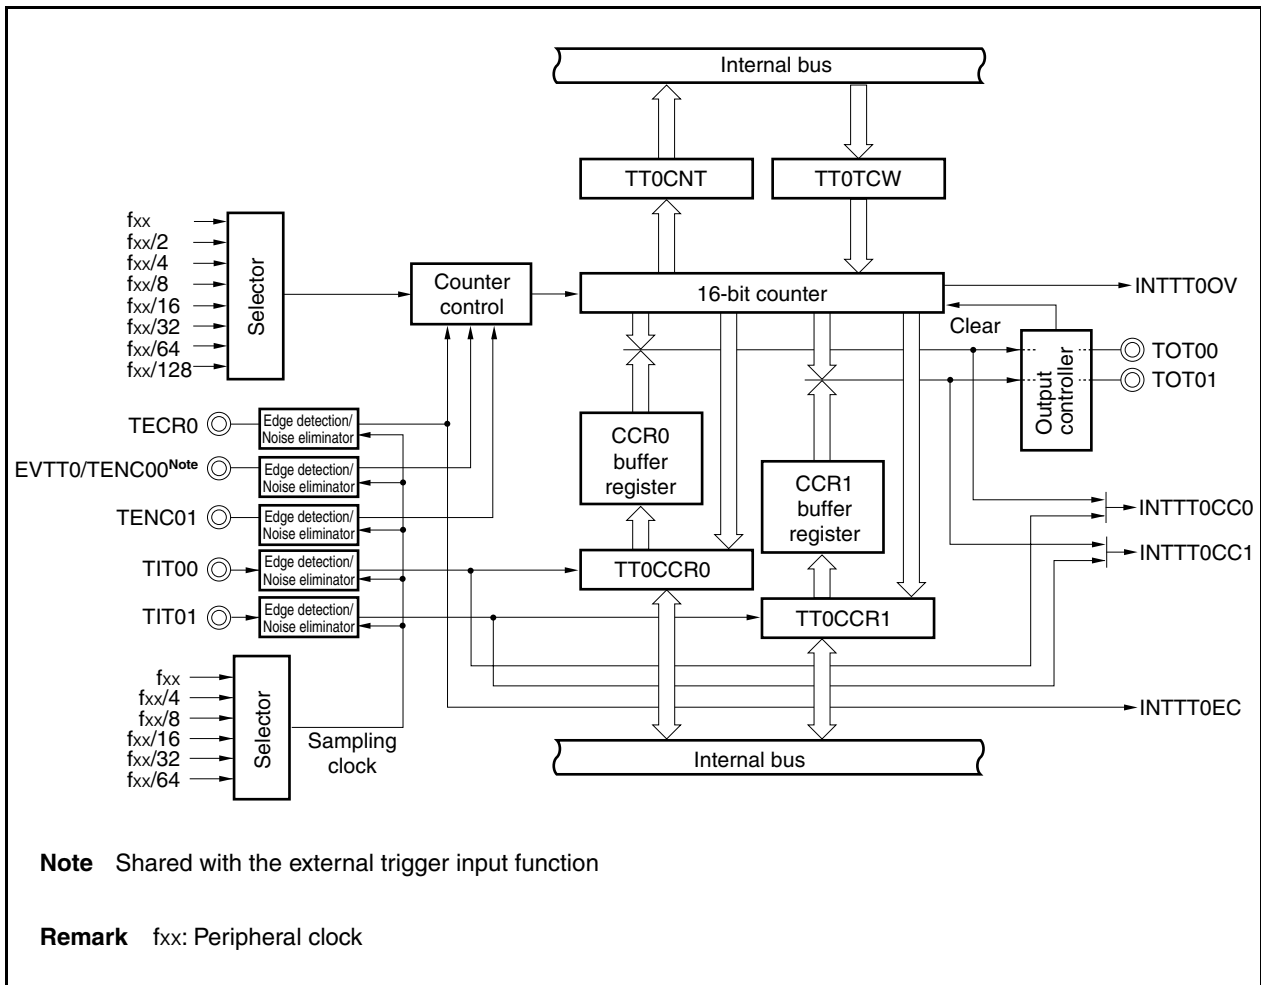 Internal bus
TT0CNT
TT0TCW
fxx
fxx/2
fxx/4
fxx/8
fxx/16
fxx/32
fxx/64
fxx/128
Selector
Counter
control
16-bit counter
INTTT0OV
Clear
TOT00
TOT01
Output
controller
TECR0
Edge detection/
Noise eliminator
EVTT0/TENC00Note
Edge detection/
Noise eliminator
TENC01
Edge detection/
Noise eliminator
TIT00
Edge detection/
Noise eliminator
TIT01
Edge detection/
Noise eliminator
CCR0
buffer
register
CCR1
buffer
register
TT0CCR0
TT0CCR1
INTTT0CC0
INTTT0CC1
INTTT0EC
fxx
fxx/4
fxx/8
fxx/16
fxx/32
fxx/64
Selector
Sampling
clock
Internal bus
Note Shared with the external trigger input function
Remark fxx: Peripheral clock